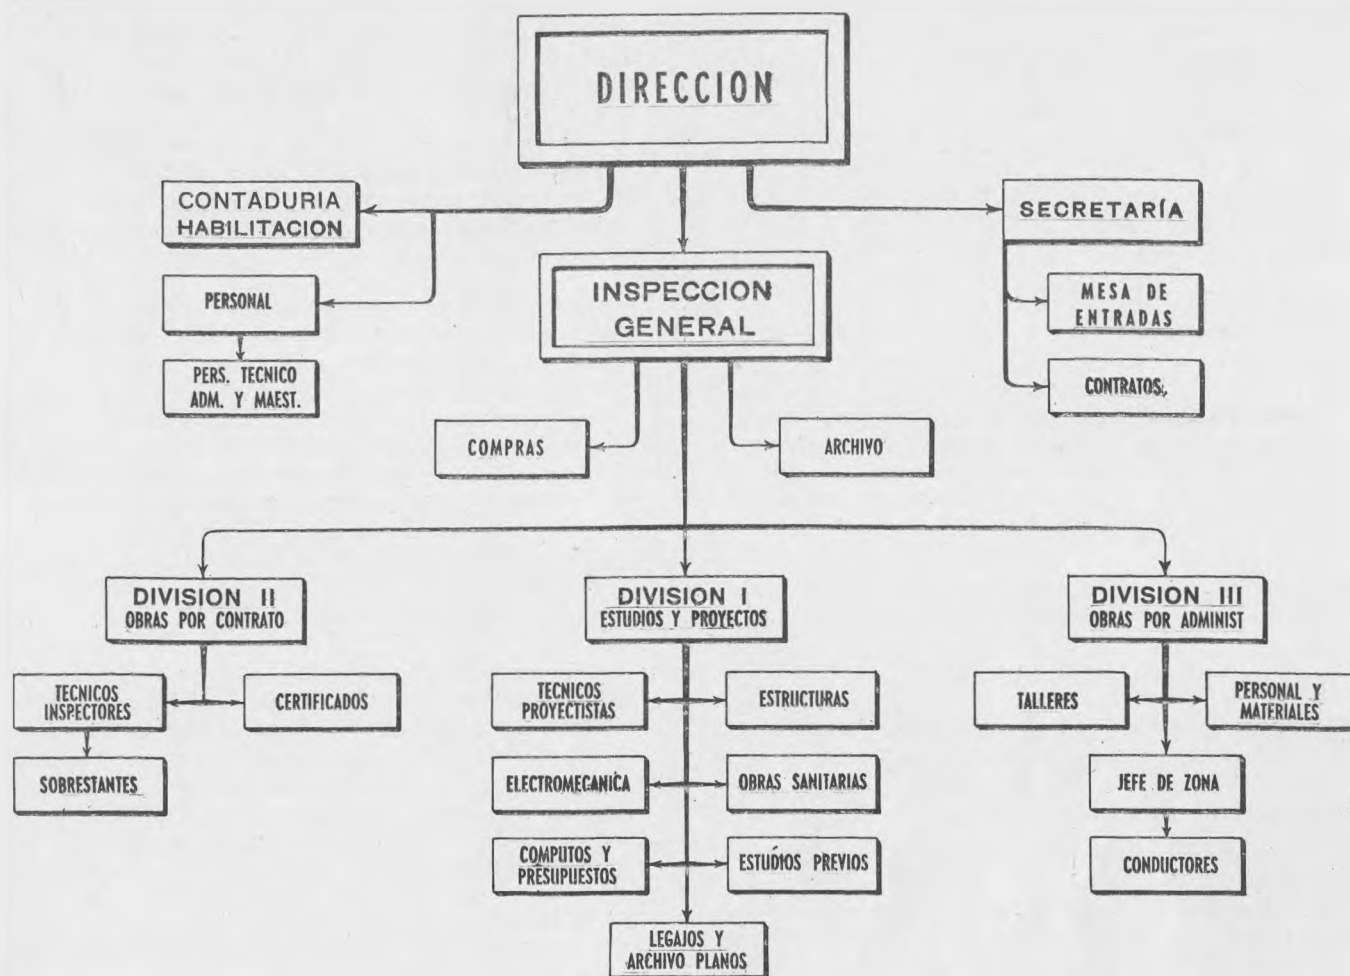 DIRECCION
CONTADURIA
HABILITACION
SECRETARÍA
PERSONAL
INSPECCION
GENERAL
MESA DE
ENTRADAS
PERS. TECNICO
ADM. Y MAEST.
CONTRATOS
COMPRAS
ARCHIVO
DIVISION II
OBRAS POR CONTRATO
DIVISION I
ESTUDIOS Y PROYECTOS
DIVISION III
OBRAS POR ADMINIST
TECNICOS
INSPECTORES
CERTIFICADOS
TECNICOS
PROYECTISTAS
ESTRUCTURAS
TALLERES
PERSONAL Y
MATERIALES
SOBRESTANTES
ELECTROMECANICA
OBRAS SANITARIAS
JEFE DE ZONA
COMPUTOS Y
PRESUPUESTOS
ESTUDIOS PREVIOS
CONDUCTORES
LEGAJOS Y
ARCHIVO PLANOS